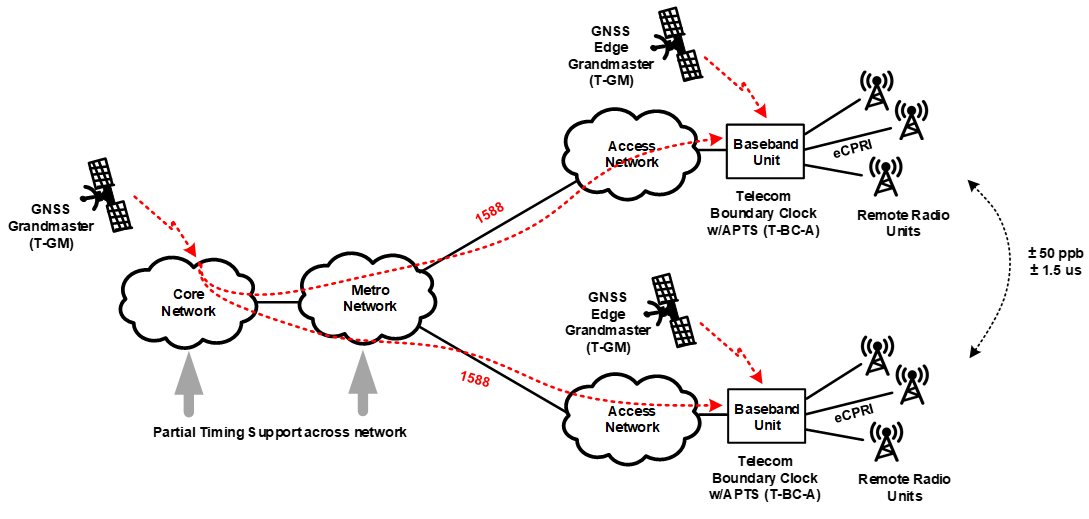 GNSS
Edge
Grandmaster
(T-GM)
Access
Network
Baseband
Unit
eCPRI
Telecom
Boundary Clock
w/APTS (T-BC-A)
Remote Radio
Units
GNSS
Grandmaster
(T-GM)
1588
± 50 ppb
± 1.5 us
Core
Network
Metro
Network
GNSS
Edge
Grandmaster
(T-GM)
1588
Access
Network
Baseband
Unit
eCPRI
Partial Timing Support across network
Telecom
Boundary Clock
w/APTS (T-BC-A)
Remote Radio
Units